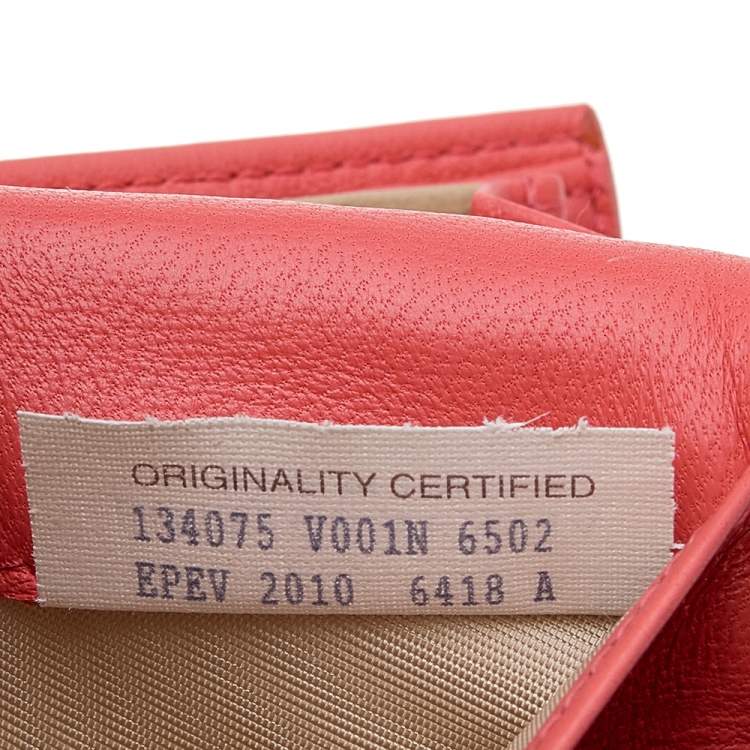 ORIGINALITY CERTIFIED
134075 V001N 6502
EPEV 2010 6418 A